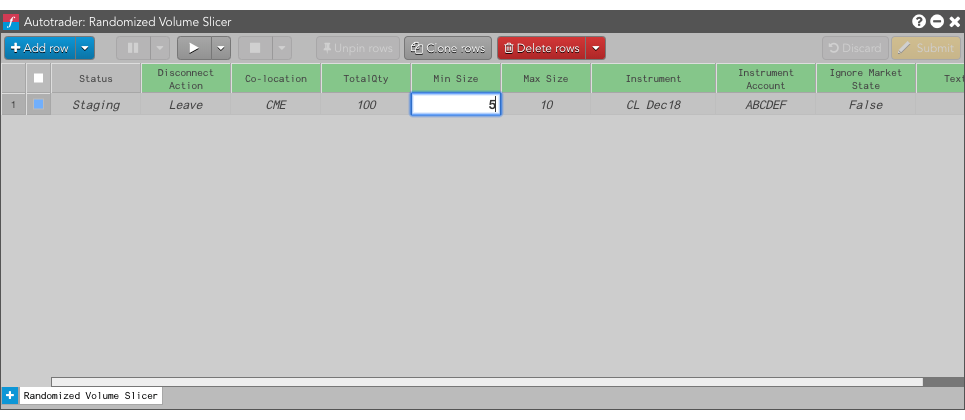 Autotrader: Randomized Volume Slicer
Add row
Unpin rows
Clone rows
Delete rows
Discard
Submit
Status
Disconnect
Action
Co-location
TotalQty
Min Size
Max Size
Instrument
Instrument
Account
Ignore Market
State
Text
1
Staging
Leave
CME
100
5
10
CL Dec18
ABCDEF
False
Randomized Volume Slicer